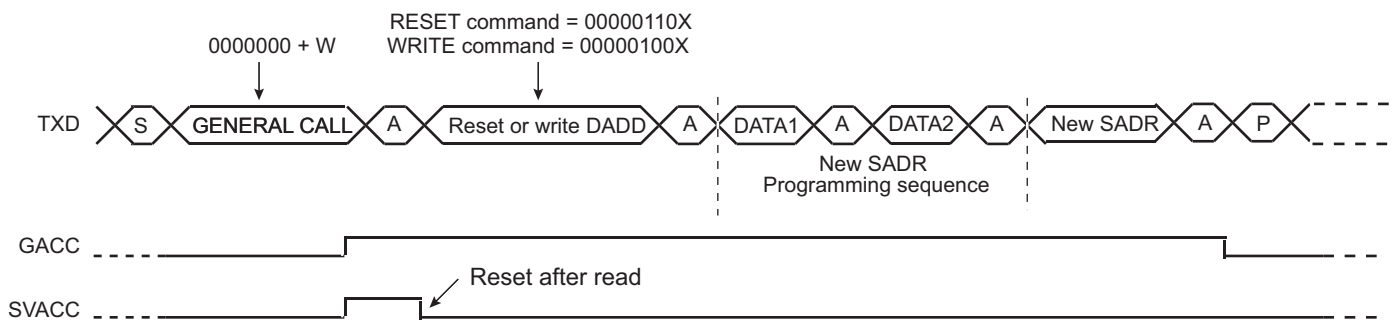 RESET command = 00000110X
0000000 + W
WRITE command = 00000100X
TXD S GENERAL CALL A Reset or write DADD A DATA1 A DATA2 A New SADR A P
New SADR
Programming sequence
GACC
Reset after read
SVACC